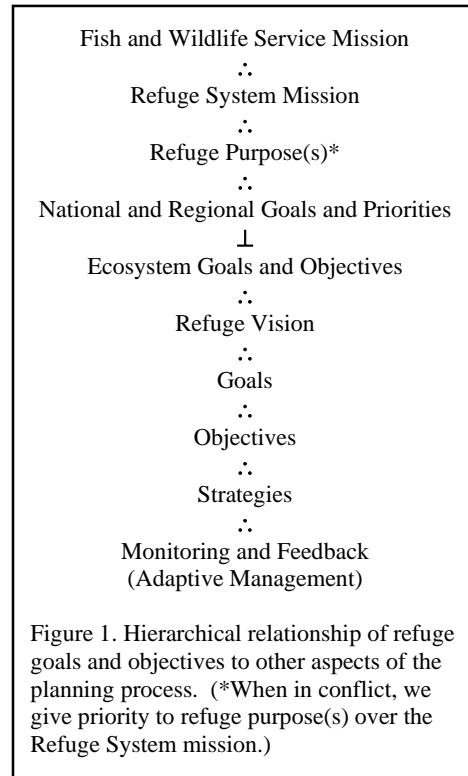 Fish and Wildlife Service Mission
∴
Refuge System Mission
∴
Refuge Purpose(s)*
∴
National and Regional Goals and Priorities
⊥
Ecosystem Goals and Objectives
∴
Refuge Vision
∴
Goals
∴
Objectives
∴
Strategies
∴
Monitoring and Feedback
(Adaptive Management)
Figure 1. Hierarchical relationship of refuge
goals and objectives to other aspects of the
planning process.  (*When in conflict, we
give priority to refuge purpose(s) over the
Refuge System mission.)